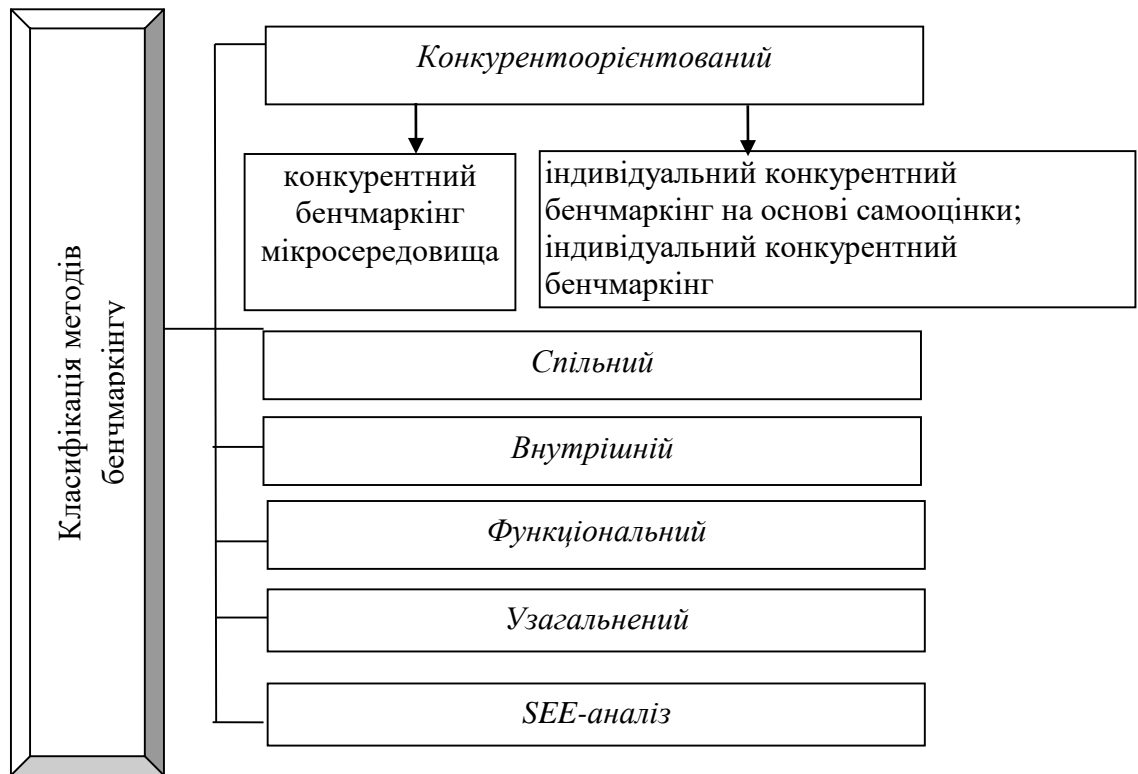 Класифікація методів
бенчмаркінгу
Конкурентоорієнтований
конкурентний
бенчмаркінг
мікросередовища
індивідуальний конкурентний
бенчмаркінг на основі самооцінки;
індивідуальний конкурентний
бенчмаркінг
Спільний
Внутрішній
Функціональний
Узагальнений
SEE-аналіз